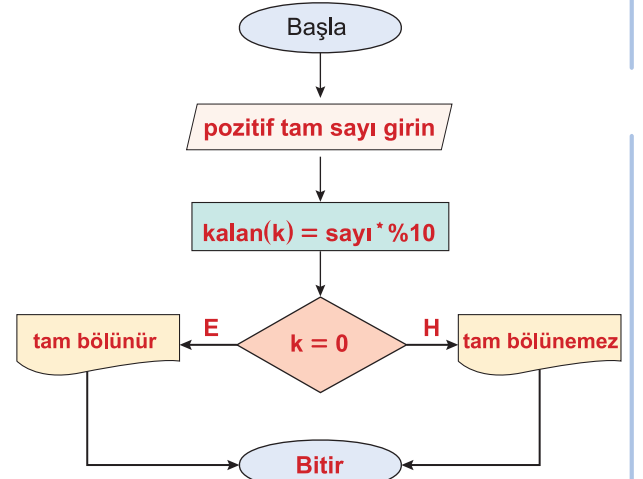 Başla
pozitif tam sayı girin
kalan(k) = sayı * %10
E
H
tam bölünür
k = 0
tam bölünemez
Bitir